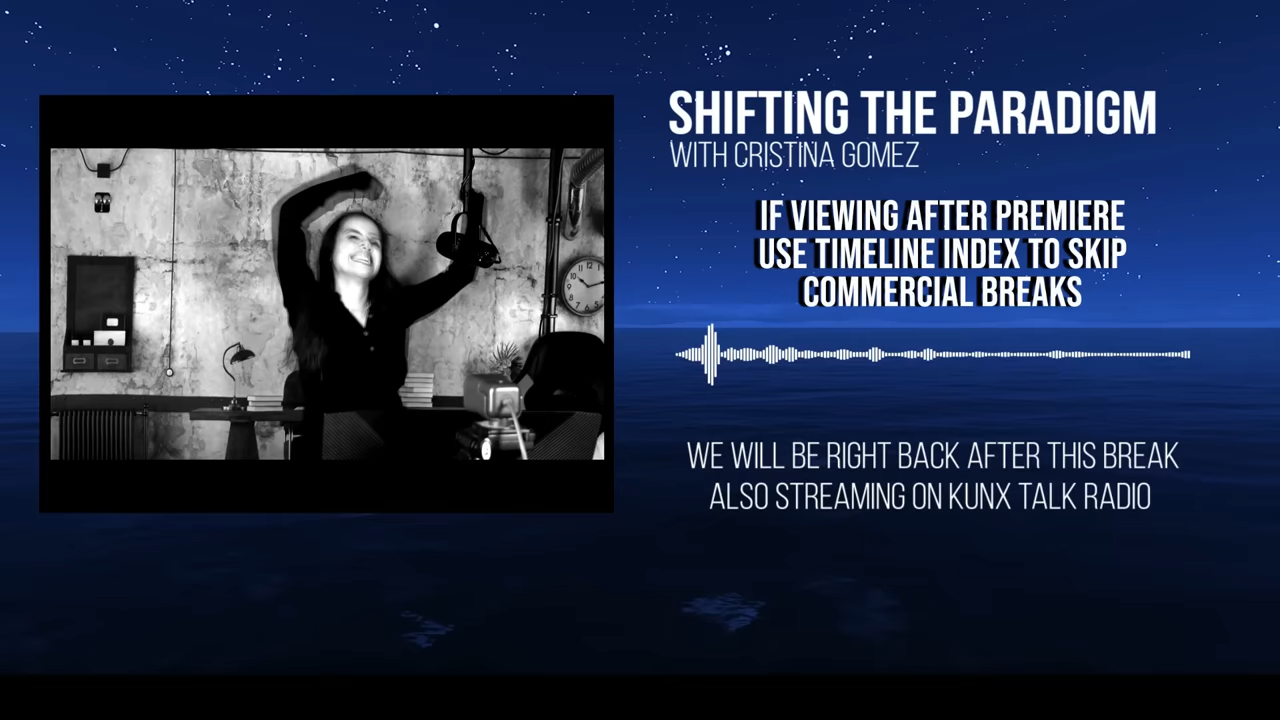 SHIFTING THE PARADIGM
WITH CRISTINA GOMEZ
IF VIEWING AFTER PREMIERE
USE TIMELINE INDEX TO SKIP
COMMERCIAL BREAKS
WE WILL BE RIGHT BACK AFTER THIS BREAK
ALSO STREAMING ON KUNX TALK RADIO